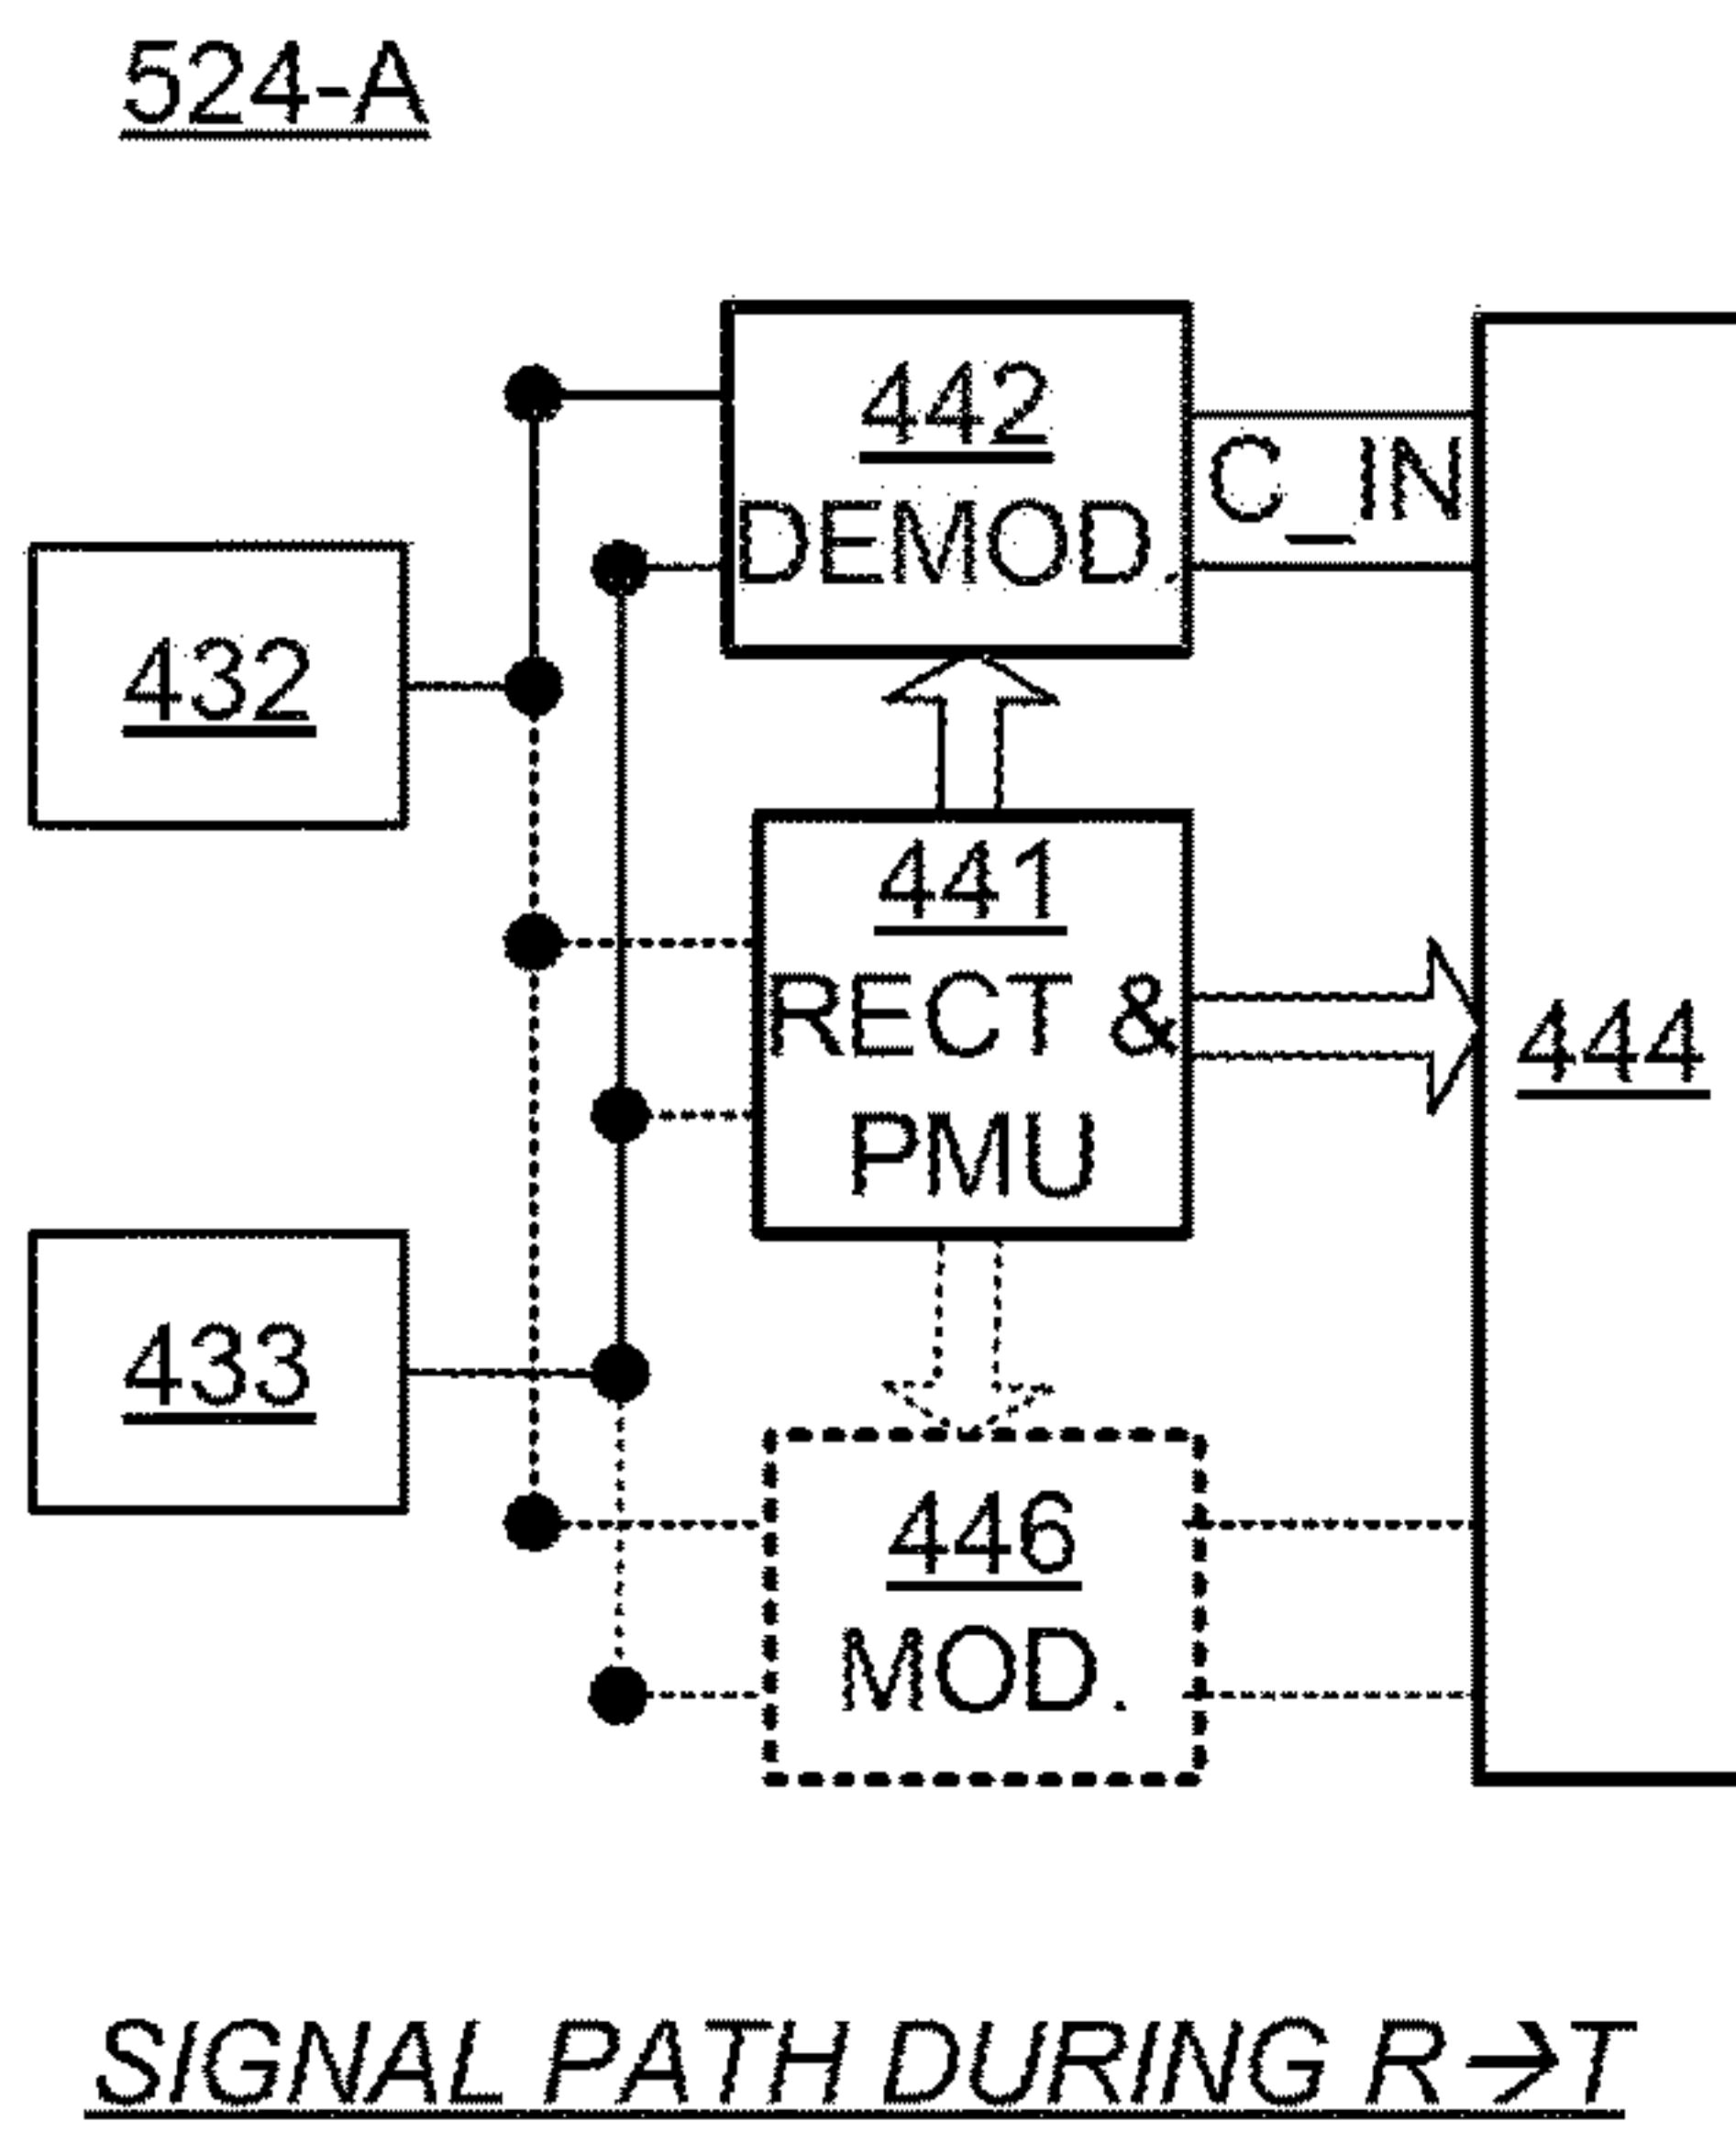 524-A
442
DEMOD.
C_IN
432
441
RECT &
PMU
444
433
446
MOD.
SIGNAL PATH DURING R→T